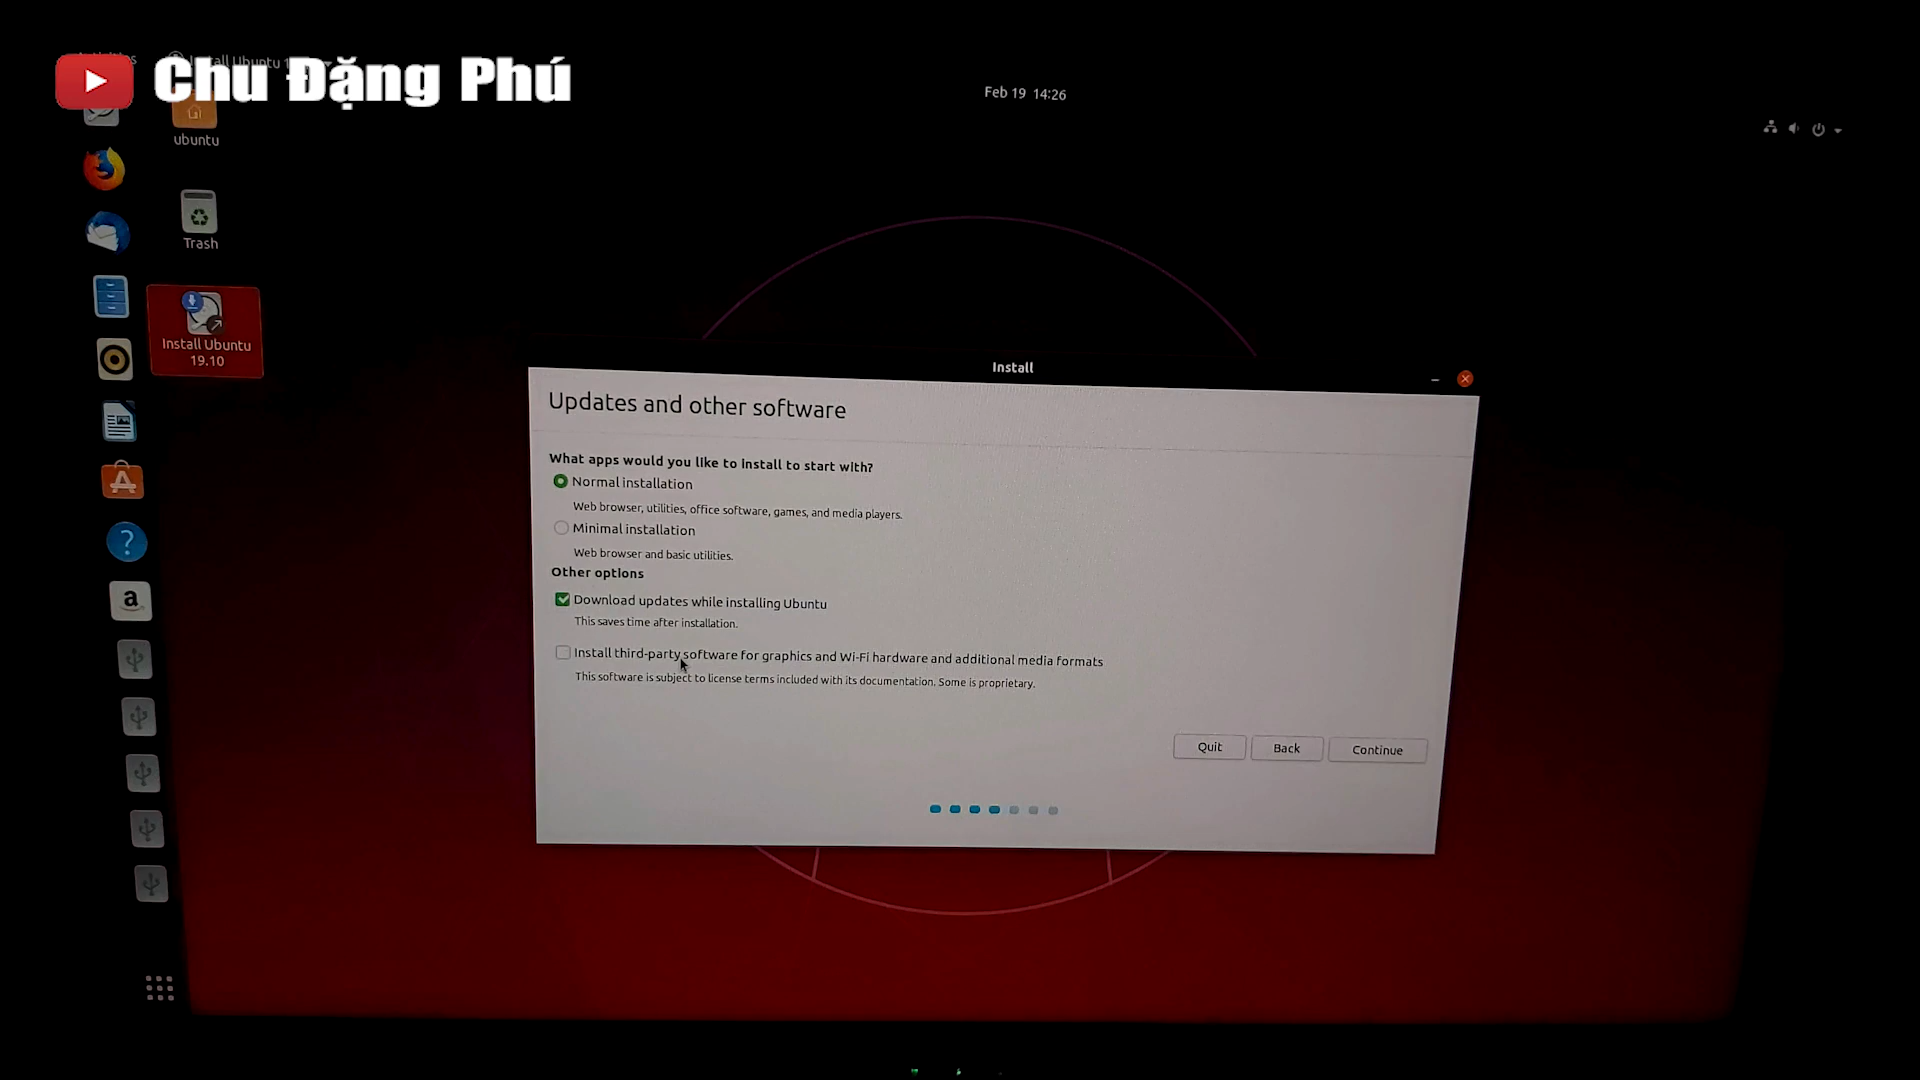 Chu Đặng Phú
Feb 19 14:26
ubuntu
Trash
Install Ubuntu
19.10
Install
Updates and other software
What apps would you like to install to start with?
Normal installation
Web browser, utilities, office software, games, and media players.
Minimal installation
Web browser and basic utilities.
Other options
Download updates while installing Ubuntu
This saves time after installation.
Install third-party software for graphics and Wi-Fi hardware and additional media formats
This software is subject to license terms included with its documentation. Some is proprietary.
Quit
Back
Continue